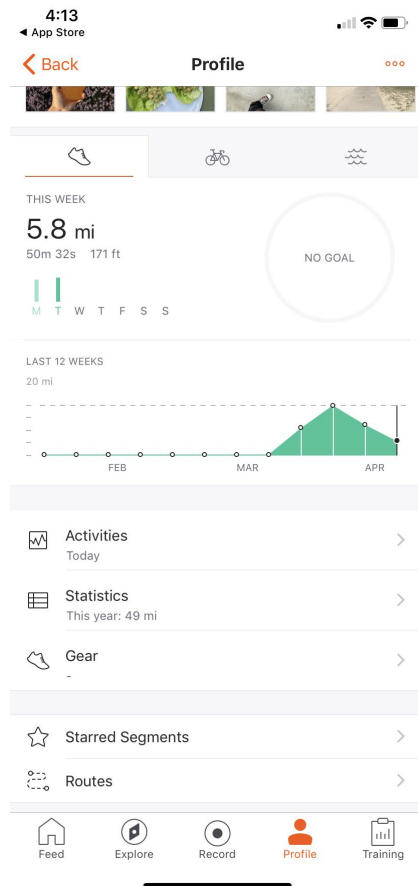 4:13
◀ App Store
Back Profile
THIS WEEK
5.8 mi
50m 32s 171 ft
NO GOAL
M T W T F S S
LAST 12 WEEKS
20 mi
FEB MAR APR
Activities
Today
Statistics
This year: 49 mi
Gear
-
Starred Segments
Routes
Feed Explore Record Profile Training